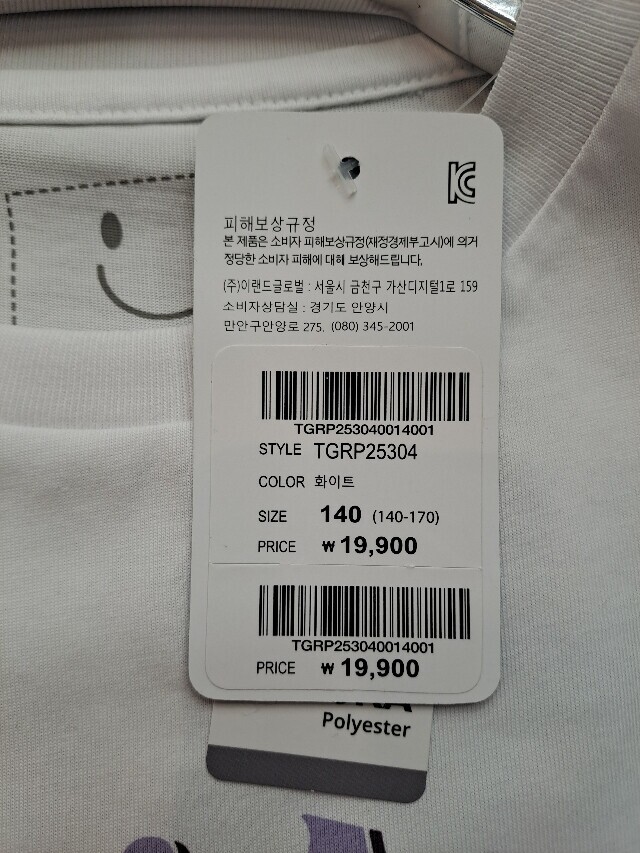 피해보상규정
본 제품은 소비자 피해보상규정(재정경제부고시)에 의거
정당한 소비자 피해에 대해 보상해드립니다.
(주)이랜드글로벌 : 서울시 금천구 가산디지털1로 159
소비자상담실 : 경기도 안양시
만안구안양로 275, (080) 345-2001
TGRP253040014001
STYLE TGRP25304
COLOR 화이트
SIZE 140 (140-170)
PRICE ₩19,900
TGRP253040014001
PRICE ₩19,900
Polyester